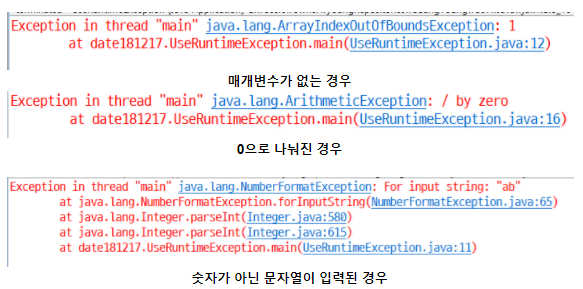 Exception in thread "main" java.lang.ArrayIndexOutOfBoundsException: 1
at date181217.UseRuntimeException.main(UseRuntimeException.java:12)
매개변수가 없는 경우
Exception in thread "main" java.lang.ArithmeticException: / by zero
at date181217.UseRuntimeException.main(UseRuntimeException.java:16)
0으로 나눠진 경우
Exception in thread "main" java.lang.NumberFormatException: For input string: "ab"
at java.lang.NumberFormatException.forInputString(NumberFormatException.java:65)
at java.lang.Integer.parseInt(Integer.java:580)
at java.lang.Integer.parseInt(Integer.java:615)
at date181217.UseRuntimeException.main(UseRuntimeException.java:11)
숫자가 아닌 문자열이 입력된 경우